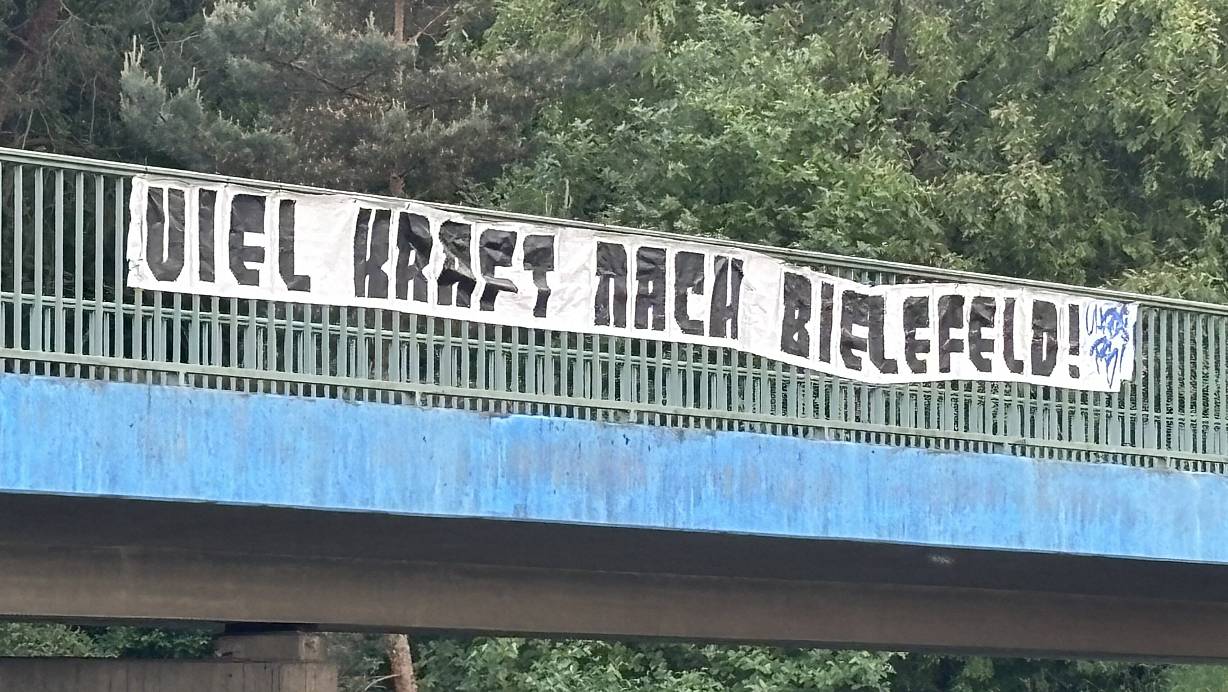 VIEL KRAFT NACH BIELEFELD!